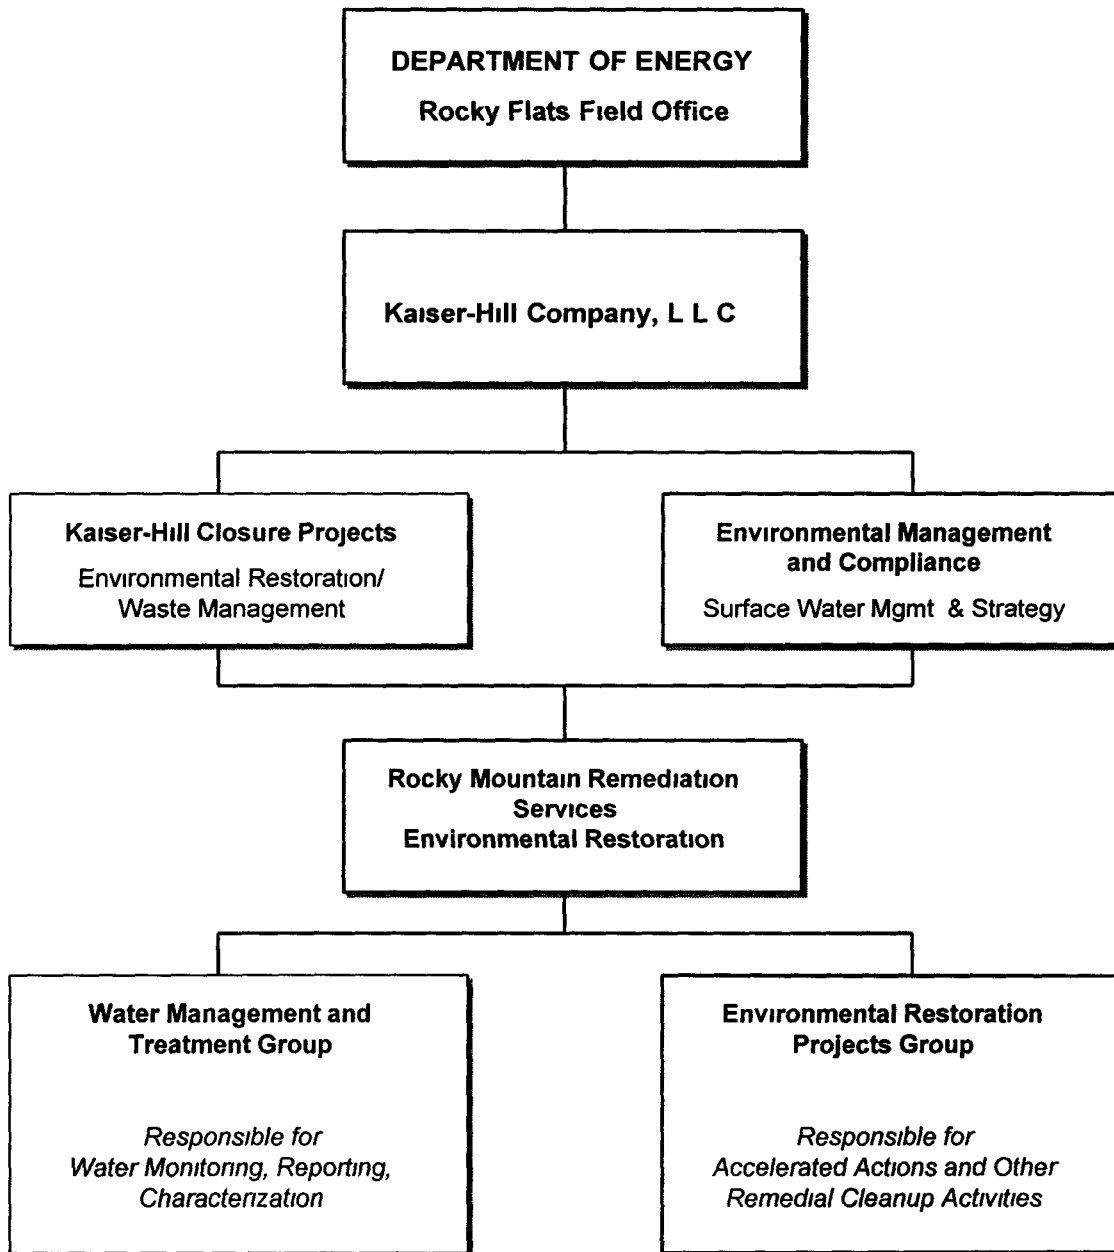 DEPARTMENT OF ENERGY
Rocky Flats Field Office
Kaiser-Hill Company, L L C
Kaiser-Hill Closure Projects
Environmental Restoration/
Waste Management
Environmental Management
and Compliance
Surface Water Mgmt & Strategy
Rocky Mountain Remediation
Services
Environmental Restoration
Water Management and
Treatment Group
Responsible for
Water Monitoring, Reporting,
Characterization
Environmental Restoration
Projects Group
Responsible for
Accelerated Actions and Other
Remedial Cleanup Activities